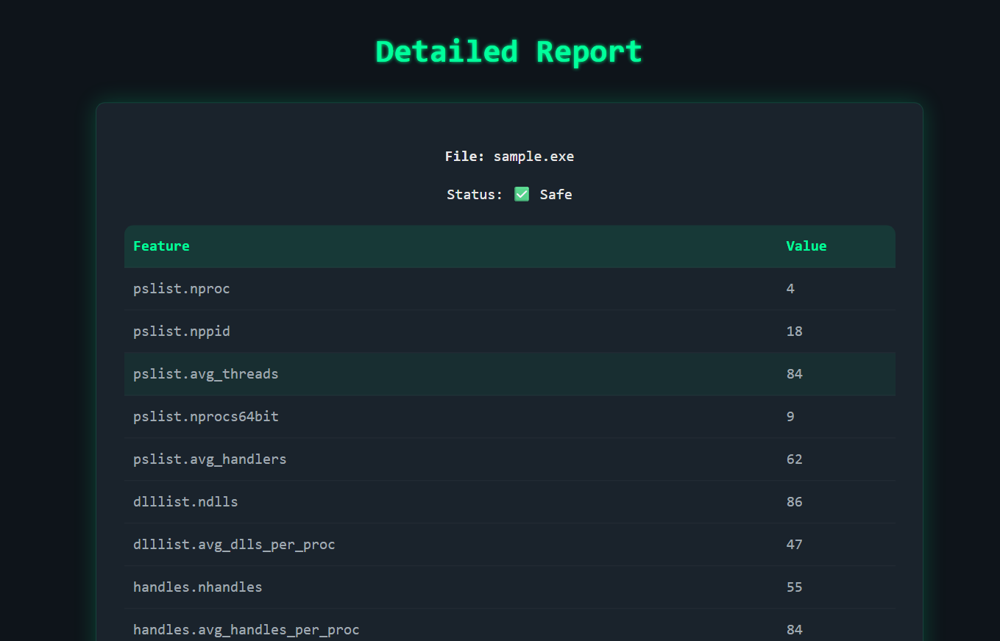 Detailed Report
File: sample.exe
Status: ✅ Safe
Feature Value
pslist.nproc 4
pslist.nppid 18
pslist.avg_threads 84
pslist.nprocs64bit 9
pslist.avg_handlers 62
dlllist.ndlls 86
dlllist.avg_dlls_per_proc 47
handles.nhandles 55
handles.avg_handles_per_proc 84